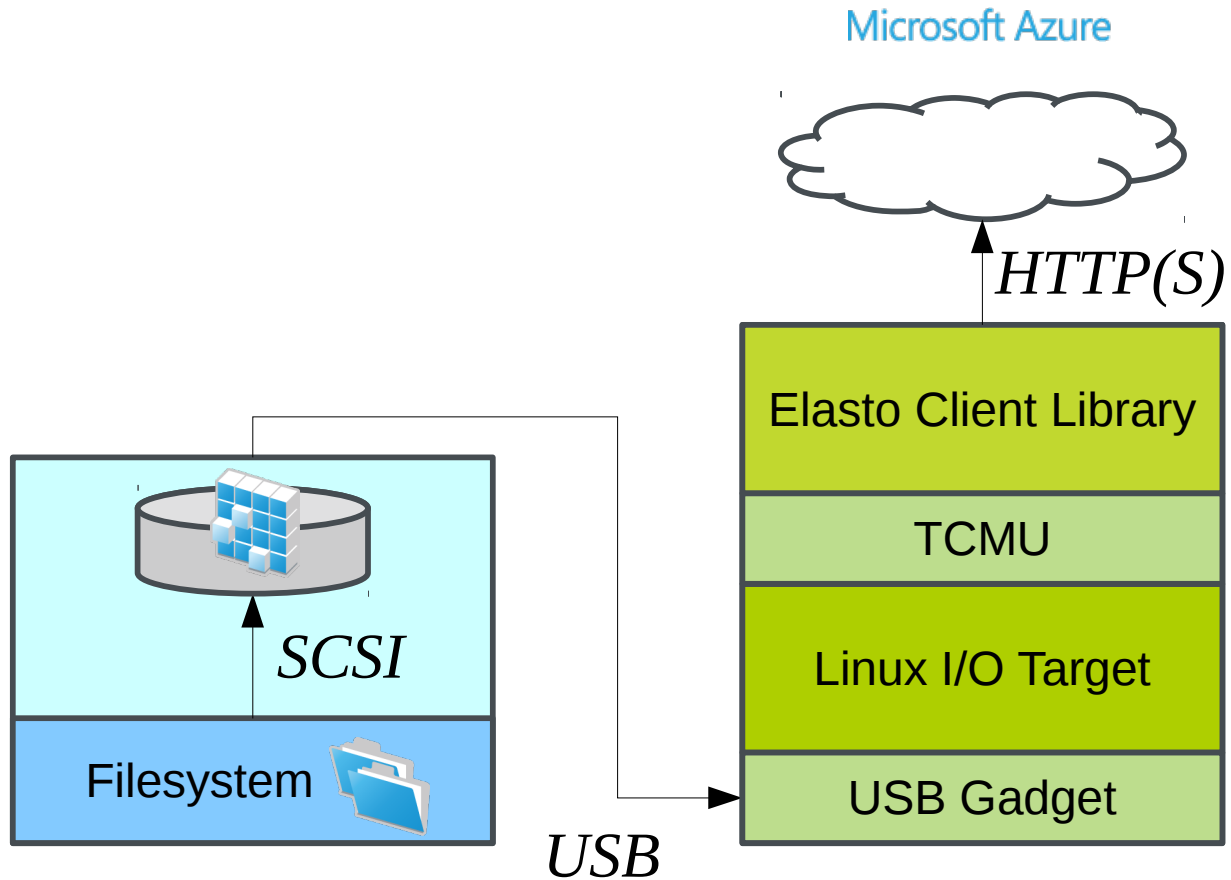 Microsoft Azure
HTTP(S)
Elasto Client Library
TCMU
SCSI
Linux I/O Target
Filesystem
USB Gadget
USB